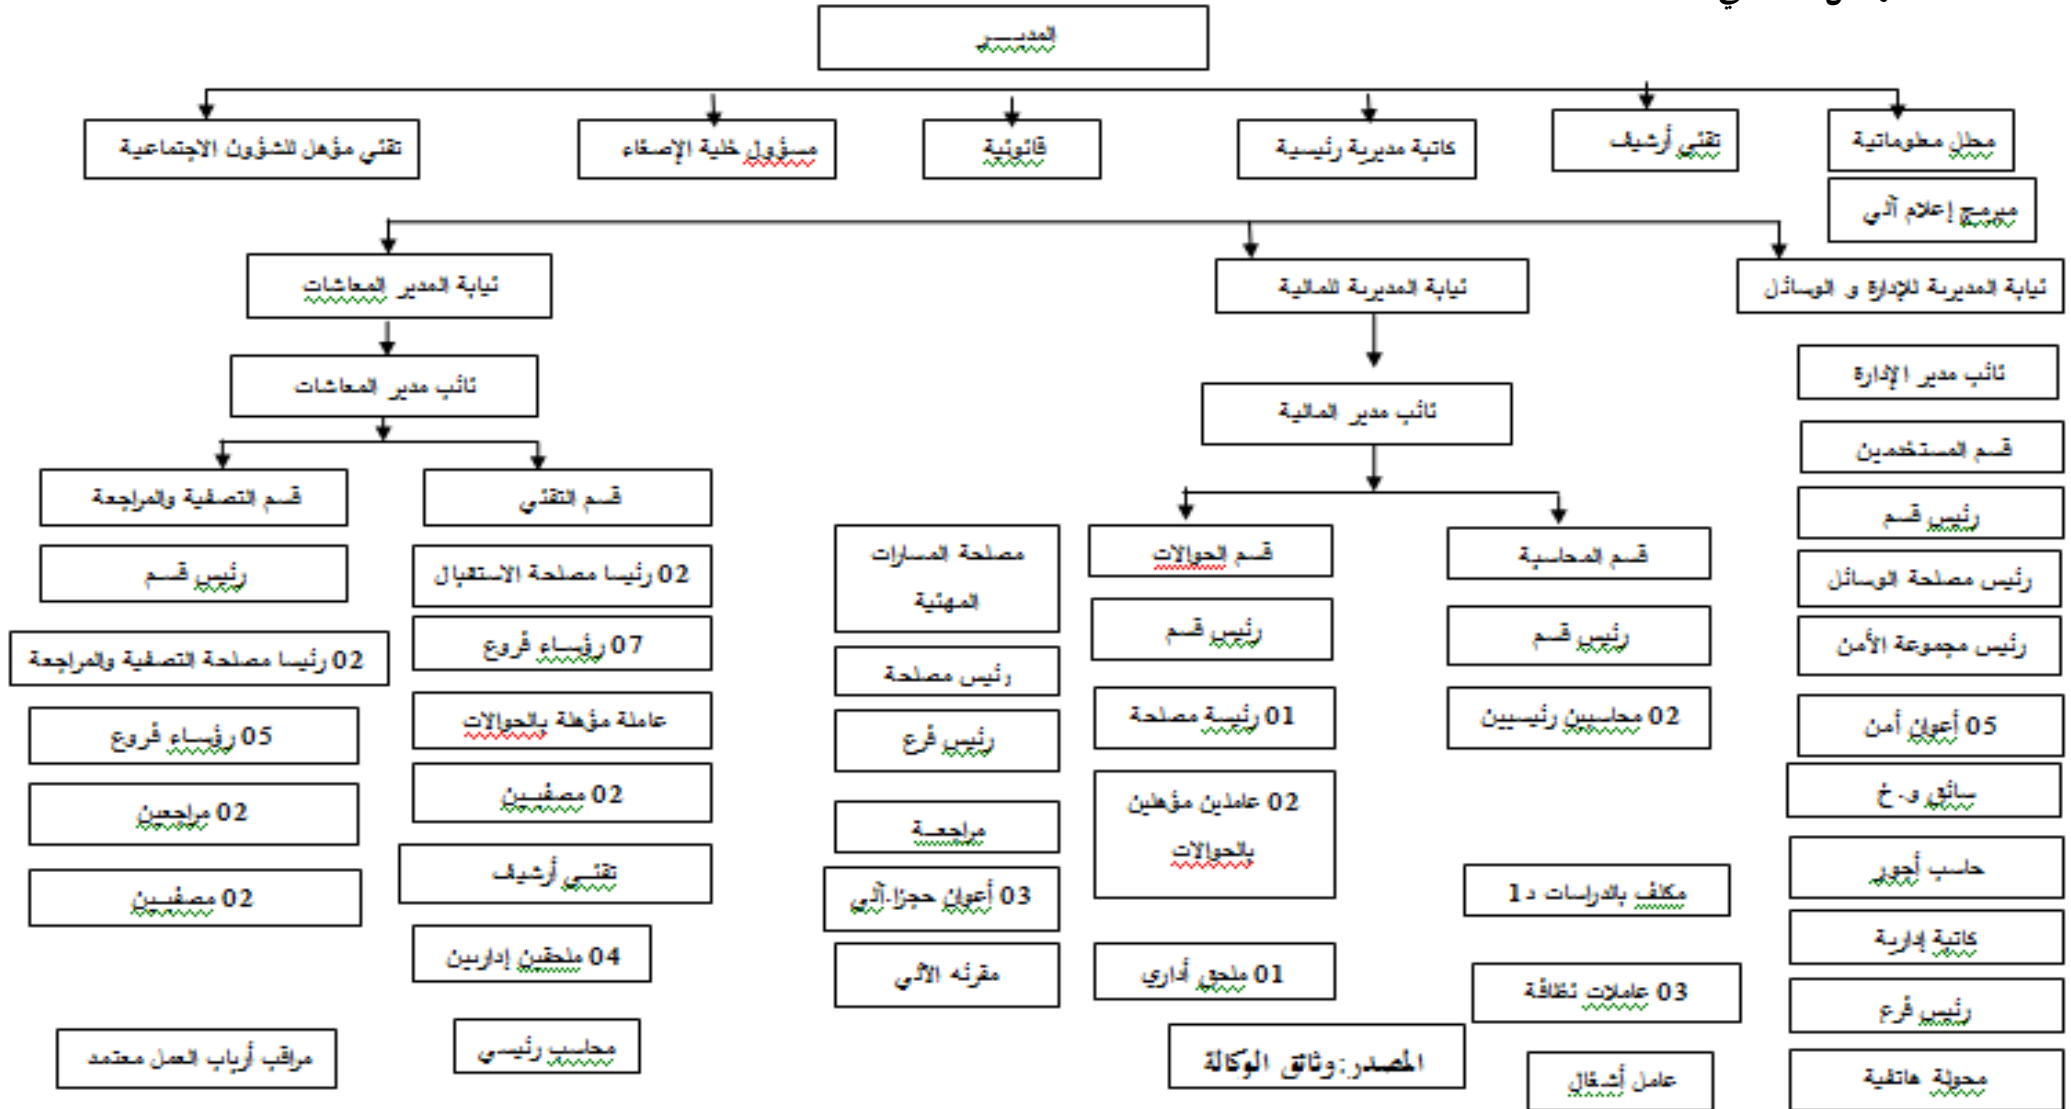 المديـــر
محلل معلوماتية
تقني أرشيف
كاتبة مديرية رئيسية
قانونية
مسؤول خلية الإصغاء
تقني مؤهل للشؤون الاجتماعية
مبرمج إعلام آلي
نيابة المديرية للإدارة و الوسائل
نيابة المديرية للمالية
نيابة المدير المعاشات
نائب مدير الإدارة
نائب مدير المالية
نائب مدير المعاشات
قسم المستخدمين
رئيس قسم
رئيس مصلحة الوسائل
رئيس مجموعة الأمن
05 أعوان أمن
سائق و. خ
حاسب أجور
كاتبة إدارية
رئيس فرع
محولة هاتفية
قسم المحاسبة
رئيس قسم
02 محاسبين رئيسيين
مكلف بالدراسات د1
03 عاملات نظافة
عامل أشغال
قسم الحوالات
رئيس قسم
01 رئيسة مصلحة
02 عاملين مؤهلين
بالحوالات
01 ملحق أداري
مصلحة المسارات
المهنية
رئيس مصلحة
رئيس فرع
مراجعـة
03 أعوان حجزا.آلي
مقرئه الآلي
قسم التقني
02 رئيسا مصلحة الاستقبال
07 رؤساء فروع
عاملة مؤهلة بالحوالات
02 مصفيـين
تقنـي أرشيف
04 ملحقين إداريين
محاسب رئيسي
قسم التصفية والمراجعة
رئيس قسم
02 رئيسا مصلحة التصفية والمراجعة
05 رؤساء فروع
02 مراجعين
02 مصفيـين
مراقب أرباب العمل معتمد
المصدر:وثائق الوكالة